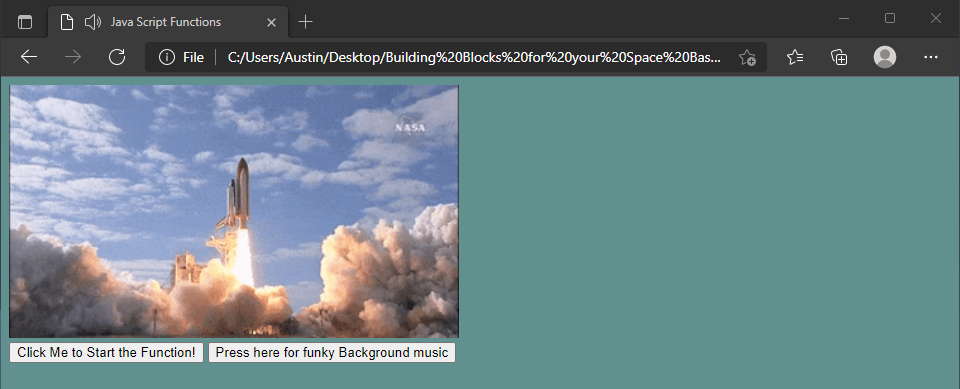 Java Script Functions
File
C:/Users/Austin/Desktop/Building%20Blocks%20for%20your%20Space%20Bas...
NASA
Click Me to Start the Function!
Press here for funky Background music